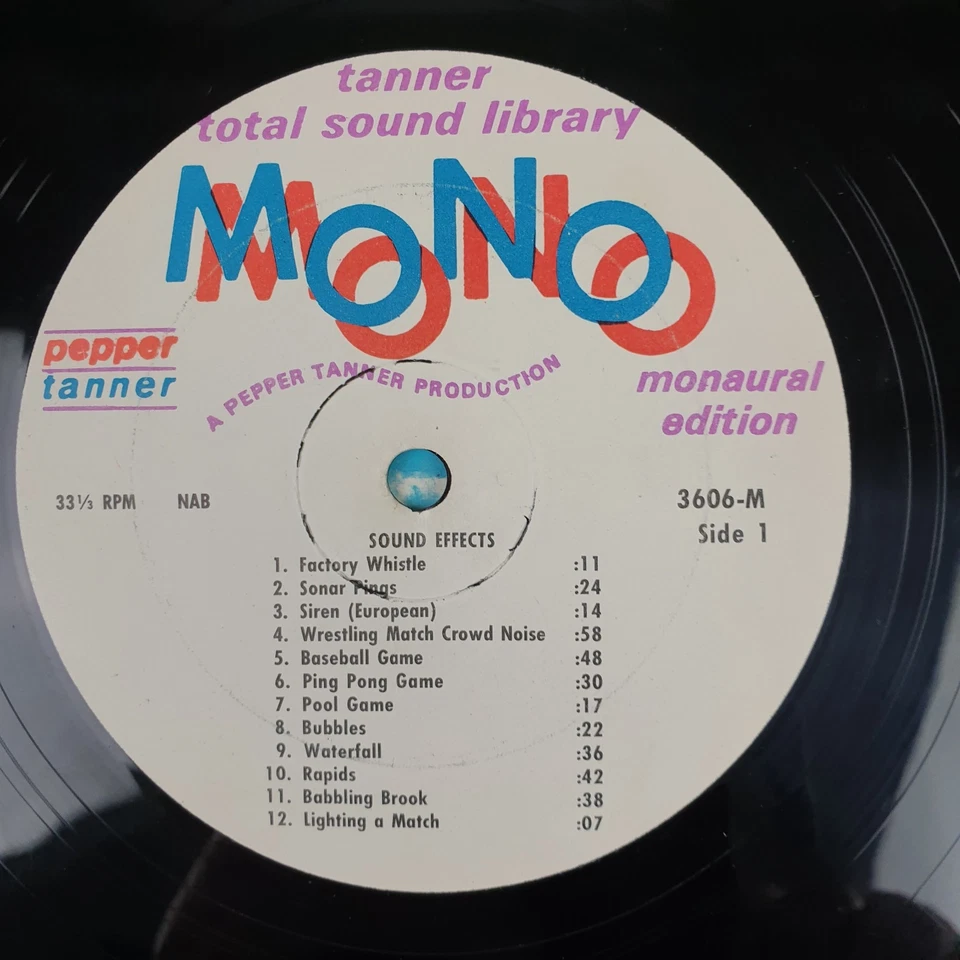 tanner
total sound library
MONO
pepper
tanner
A PEPPER TANNER PRODUCTION
monaural
edition
33⅓ RPM NAB
3606-M
Side 1
SOUND EFFECTS
1. Factory Whistle :11
2. Sonar Pings :24
3. Siren (European) :14
4. Wrestling Match Crowd Noise :58
5. Baseball Game :48
6. Ping Pong Game :30
7. Pool Game :17
8. Bubbles :22
9. Waterfall :36
10. Rapids :42
11. Babbling Brook :38
12. Lighting a Match :07